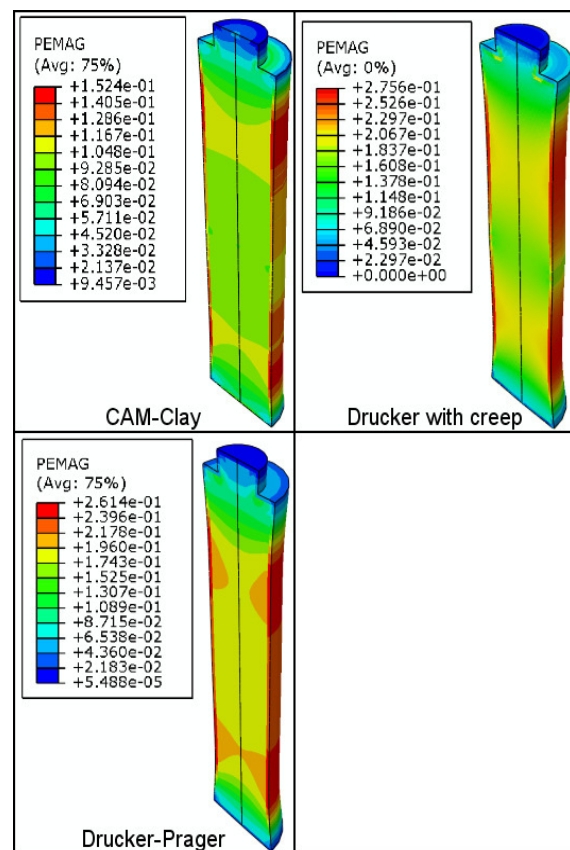 PEMAG
(Avg: 75%)
+1.524e-01
+1.405e-01
+1.286e-01
+1.167e-01
+1.048e-01
+9.285e-02
+8.094e-02
+6.903e-02
+5.711e-02
+4.520e-02
+3.328e-02
+2.137e-02
+9.457e-03
CAM-Clay
PEMAG
(Avg: 0%)
+2.756e-01
+2.526e-01
+2.297e-01
+2.067e-01
+1.837e-01
+1.608e-01
+1.378e-01
+1.148e-01
+9.186e-02
+6.890e-02
+4.593e-02
+2.297e-02
+0.000e+00
Drucker with creep
PEMAG
(Avg: 75%)
+2.614e-01
+2.396e-01
+2.178e-01
+1.960e-01
+1.743e-01
+1.525e-01
+1.307e-01
+1.089e-01
+8.715e-02
+6.538e-02
+4.360e-02
+2.183e-02
+5.488e-05
Drucker-Prager